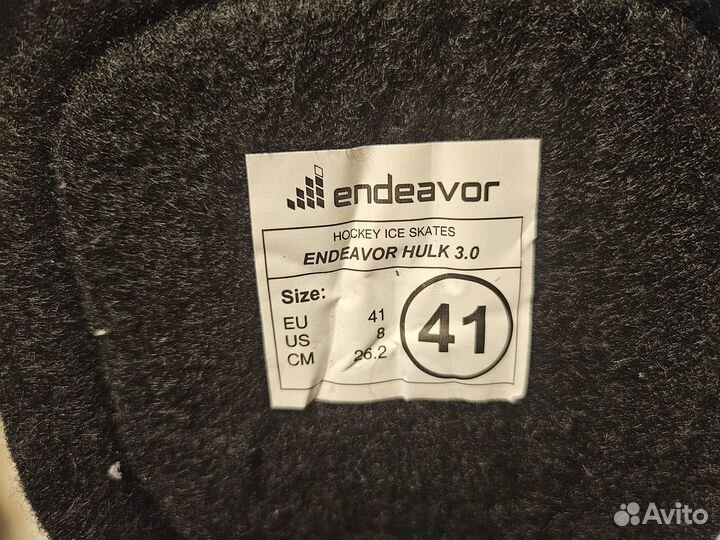 endeavor
HOCKEY ICE SKATES
ENDEAVOR HULK 3.0
Size:
EU 41
US 8
CM 26.2
41
Avito